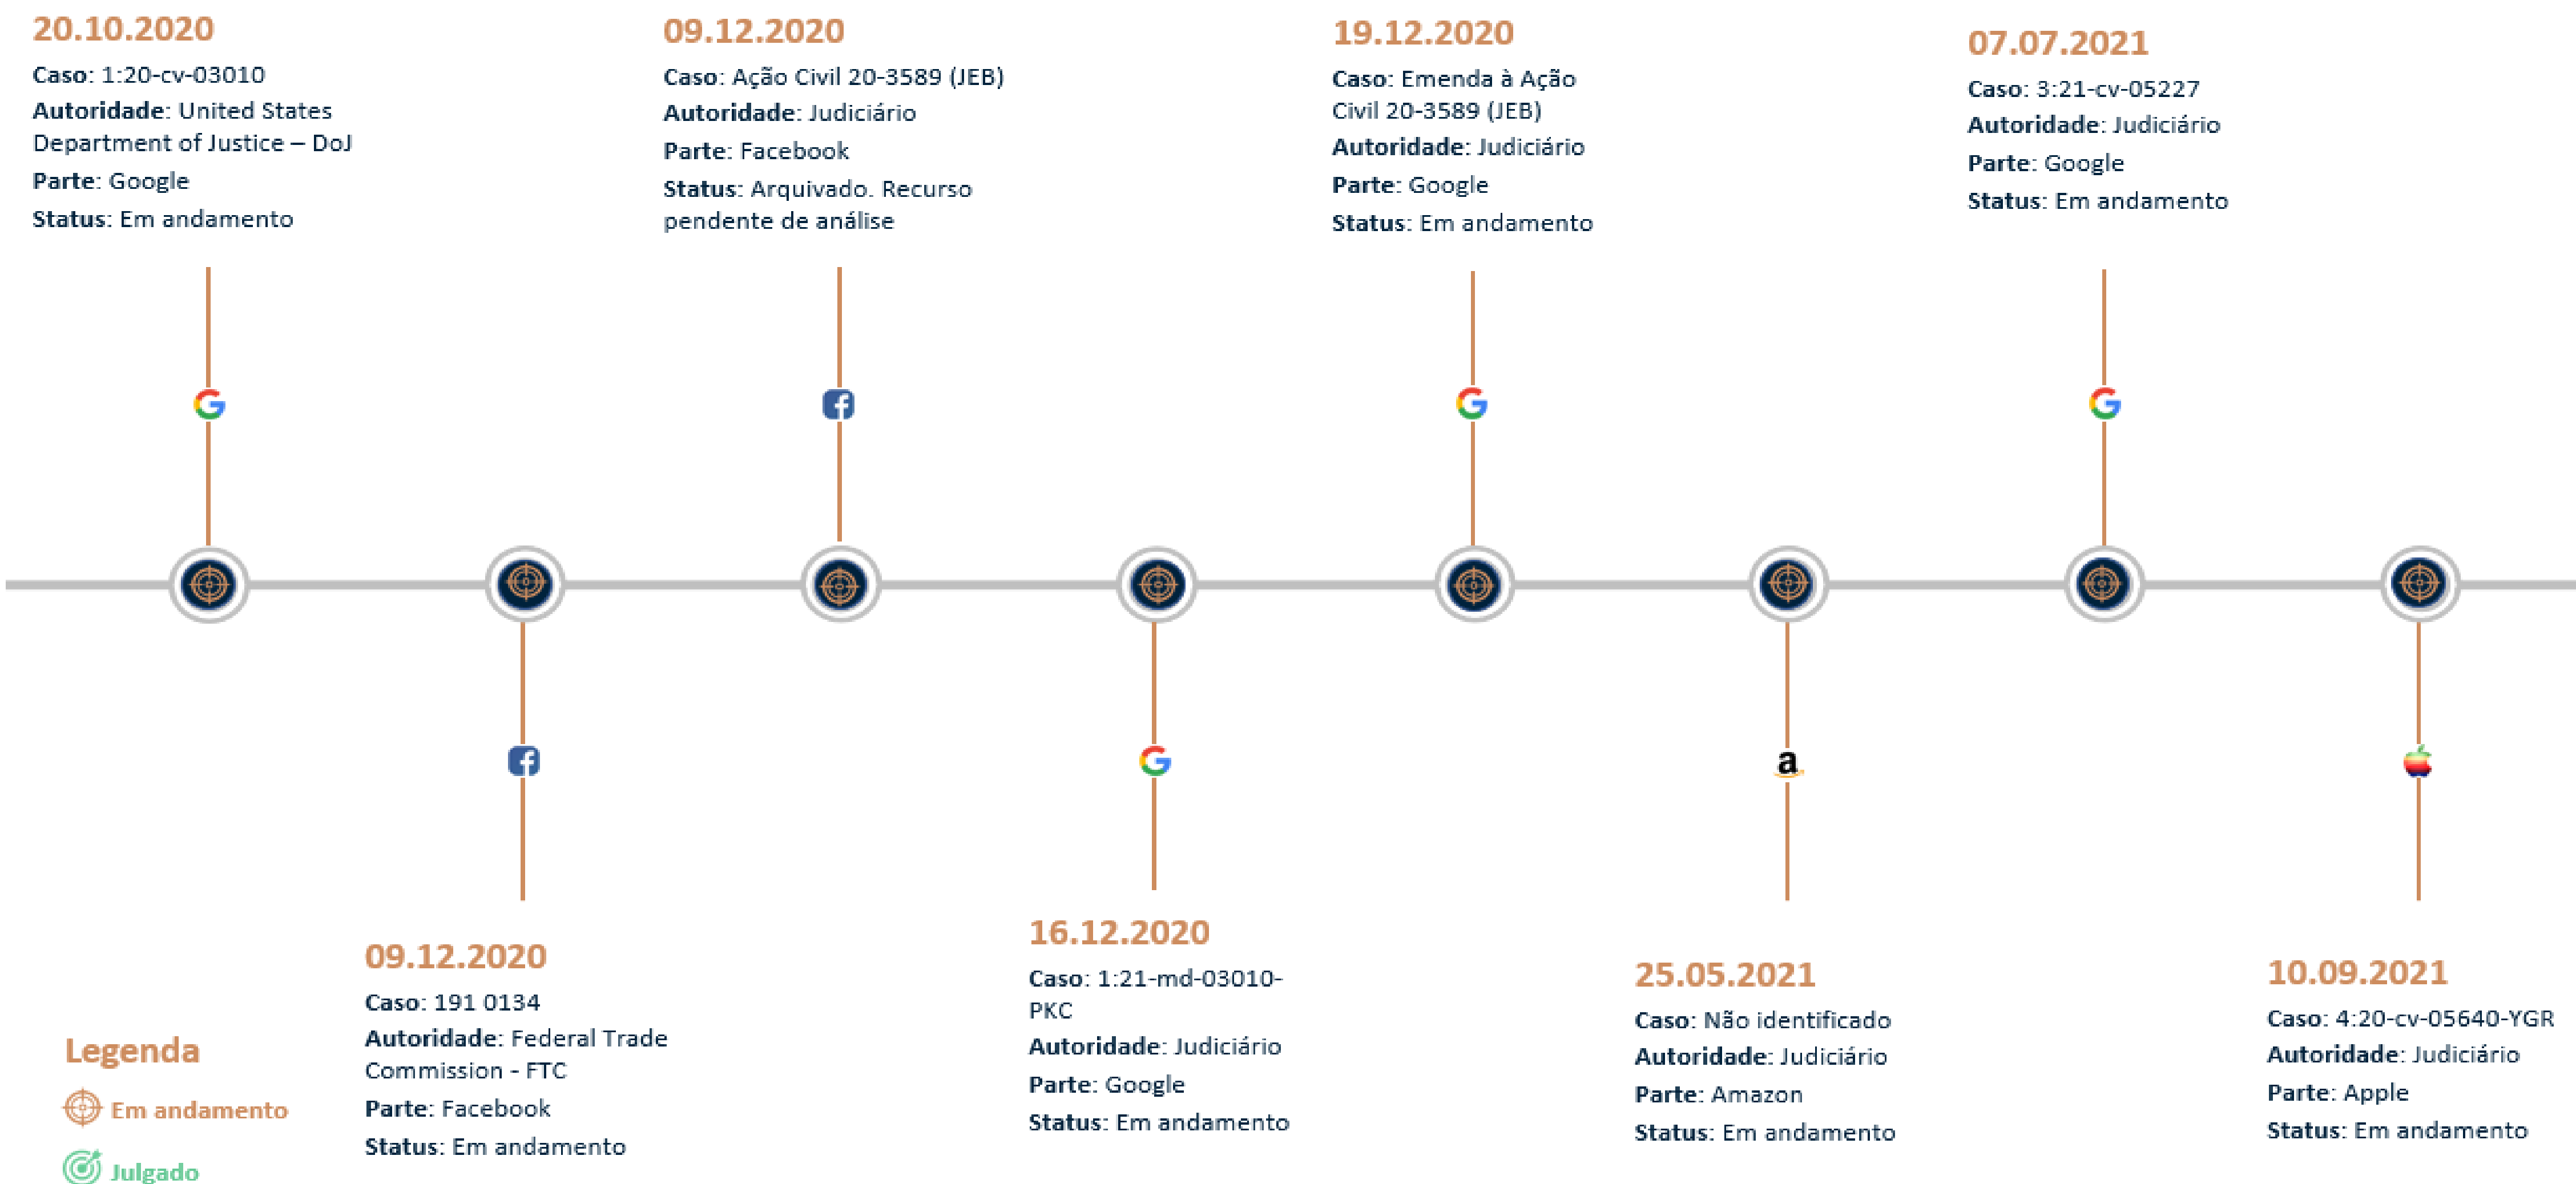 20.10.2020
Caso: 1:20-cv-03010
Autoridade: United States
Department of Justice – DoJ
Parte: Google
Status: Em andamento
09.12.2020
Caso: Ação Civil 20-3589 (JEB)
Autoridade: Judiciário
Parte: Facebook
Status: Arquivado. Recurso
pendente de análise
19.12.2020
Caso: Emenda à Ação
Civil 20-3589 (JEB)
Autoridade: Judiciário
Parte: Google
Status: Em andamento
07.07.2021
Caso: 3:21-cv-05227
Autoridade: Judiciário
Parte: Google
Status: Em andamento
09.12.2020
Caso: 191 0134
Autoridade: Federal Trade
Commission - FTC
Parte: Facebook
Status: Em andamento
16.12.2020
Caso: 1:21-md-03010-
PKC
Autoridade: Judiciário
Parte: Google
Status: Em andamento
25.05.2021
Caso: Não identificado
Autoridade: Judiciário
Parte: Amazon
Status: Em andamento
10.09.2021
Caso: 4:20-cv-05640-YGR
Autoridade: Judiciário
Parte: Apple
Status: Em andamento
Legenda
Em andamento
Julgado